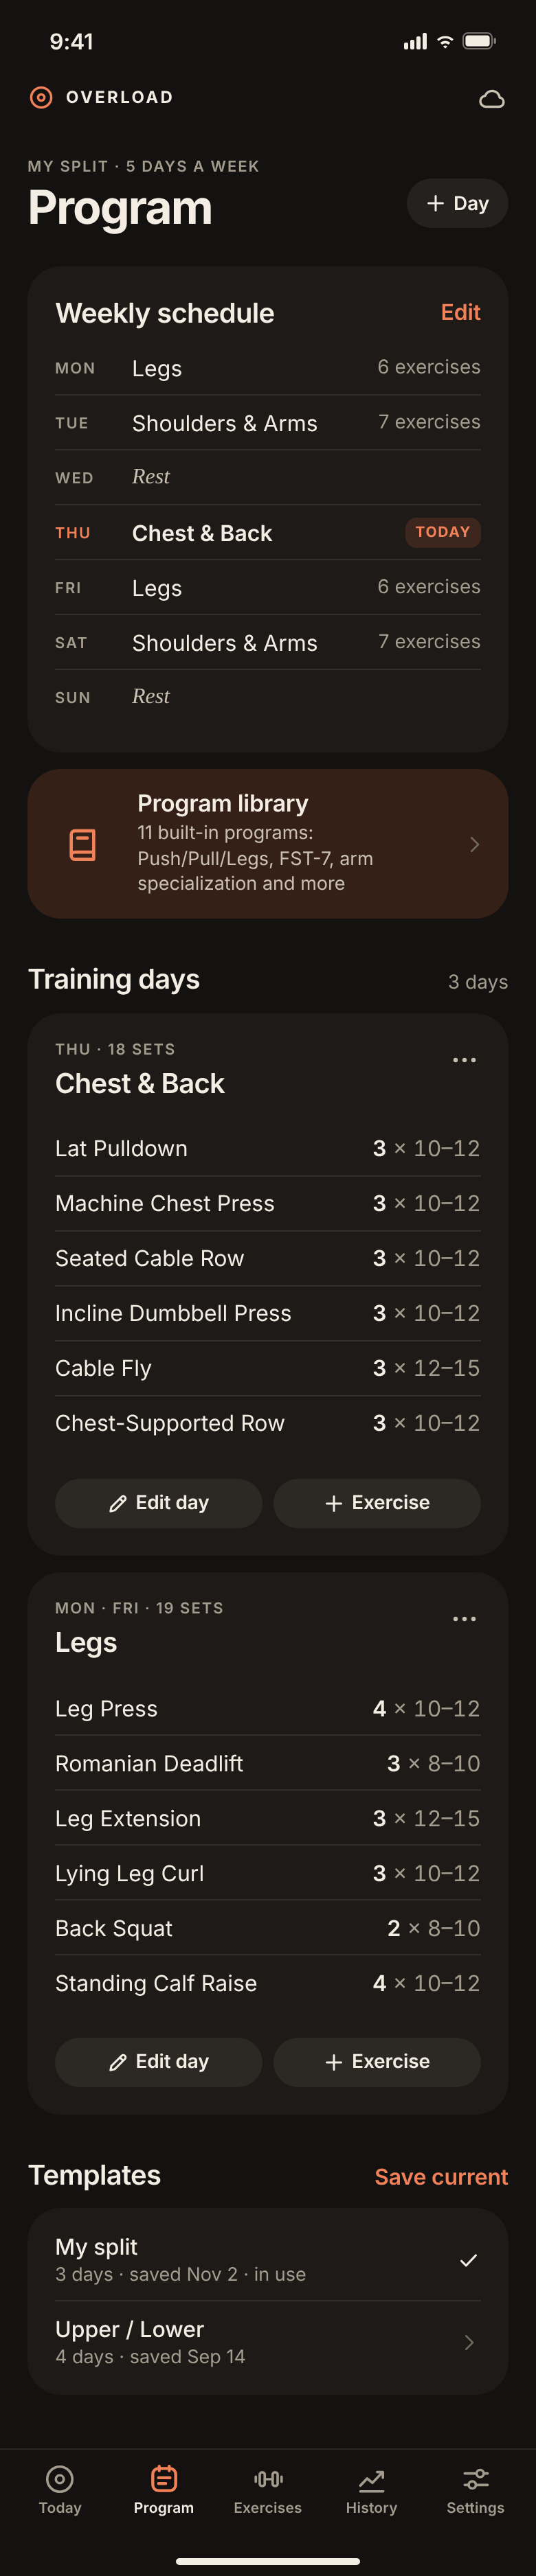 9:41
OVERLOAD
MY SPLIT · 5 DAYS A WEEK
Program
+ Day
Weekly schedule
Edit
MON Legs 6 exercises
TUE Shoulders & Arms 7 exercises
WED Rest
THU Chest & Back TODAY
FRI Legs 6 exercises
SAT Shoulders & Arms 7 exercises
SUN Rest
Program library
11 built-in programs:
Push/Pull/Legs, FST-7, arm
specialization and more
Training days
3 days
THU · 18 SETS
Chest & Back
Lat Pulldown 3 × 10–12
Machine Chest Press 3 × 10–12
Seated Cable Row 3 × 10–12
Incline Dumbbell Press 3 × 10–12
Cable Fly 3 × 12–15
Chest-Supported Row 3 × 10–12
Edit day
+ Exercise
MON · FRI · 19 SETS
Legs
Leg Press 4 × 10–12
Romanian Deadlift 3 × 8–10
Leg Extension 3 × 12–15
Lying Leg Curl 3 × 10–12
Back Squat 2 × 8–10
Standing Calf Raise 4 × 10–12
Edit day
+ Exercise
Templates
Save current
My split
3 days · saved Nov 2 · in use
Upper / Lower
4 days · saved Sep 14
Today
Program
Exercises
History
Settings